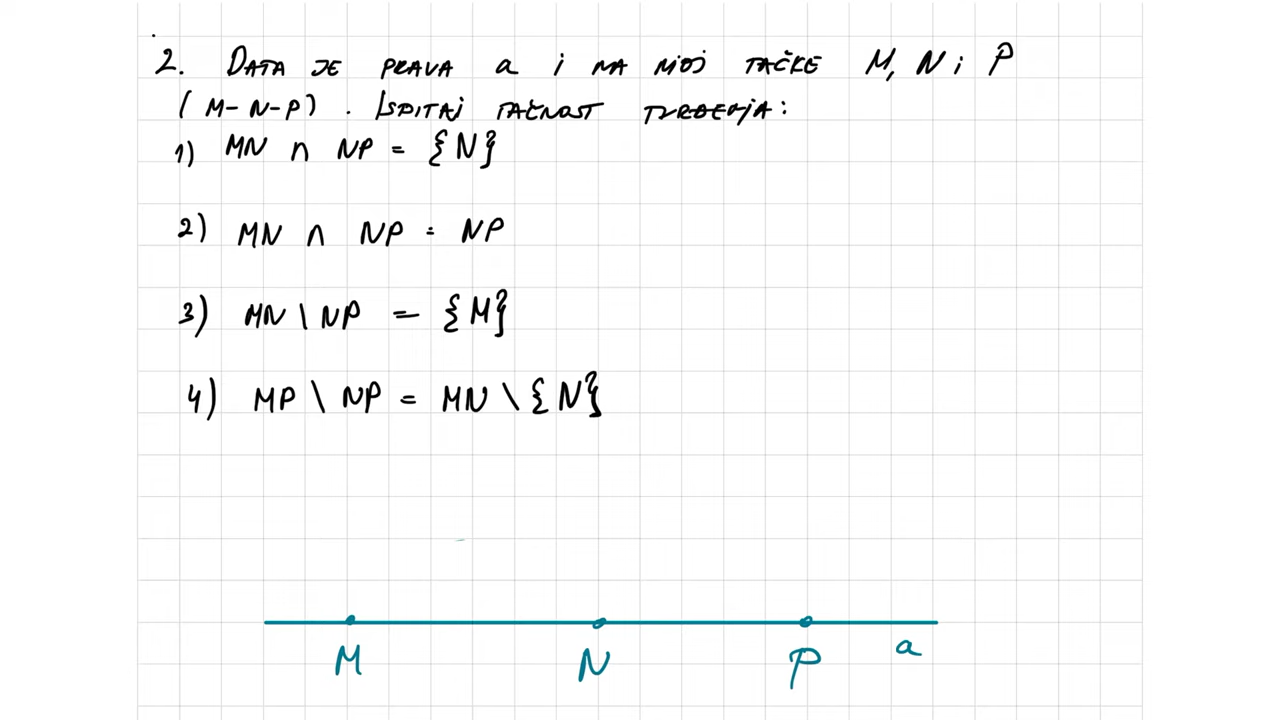 2. DATA JE PRAVA a I NA NJOJ TAČKE M, N i P
(M-N-P). ISPITAJ TAČNOST TVRĐENJA:
1) MN ∩ NP = {N}
2) MN ∩ NP = NP
3) MN \ NP = {M}
4) MP \ NP = MN \ {N}
M N P a